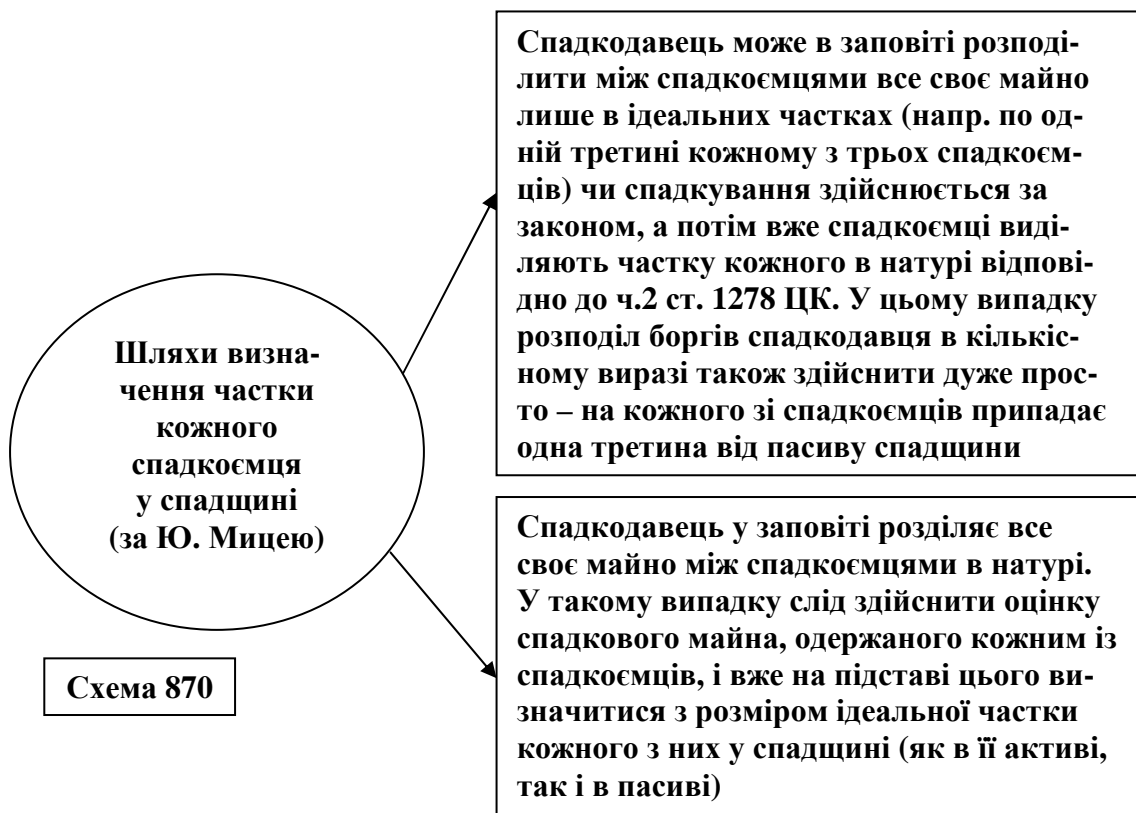 Шляхи визна-
чення частки
кожного
спадкоємця
у спадщині
(за Ю. Мицею)
Схема 870
Спадкодавець може в заповіті розподі-
лити між спадкоємцями все своє майно
лише в ідеальних частках (напр. по од-
ній третині кожному з трьох спадкоєм-
ців) чи спадкування здійснюється за
законом, а потім вже спадкоємці виді-
ляють частку кожного в натурі відпові-
дно до ч.2 ст. 1278 ЦК. У цьому випадку
розподіл боргів спадкодавця в кількіс-
ному виразі також здійснити дуже прос-
то – на кожного зі спадкоємців припадає
одна третина від пасиву спадщини
Спадкодавець у заповіті розділяє все
своє майно між спадкоємцями в натурі.
У такому випадку слід здійснити оцінку
спадкового майна, одержаного кожним із
спадкоємців, і вже на підставі цього ви-
значитися з розміром ідеальної частки
кожного з них у спадщині (як в її активі,
так і в пасиві)